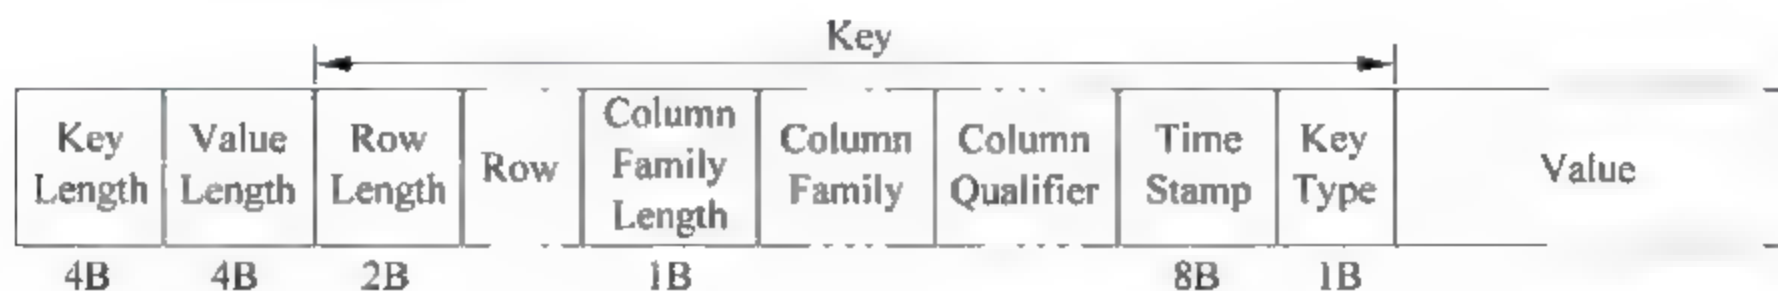 Key
Key Length
Value Length
Row Length
Row
Column Family Length
Column Family
Column Qualifier
Time Stamp
Key Type
Value
4B
4B
2B
1B
8B
1B